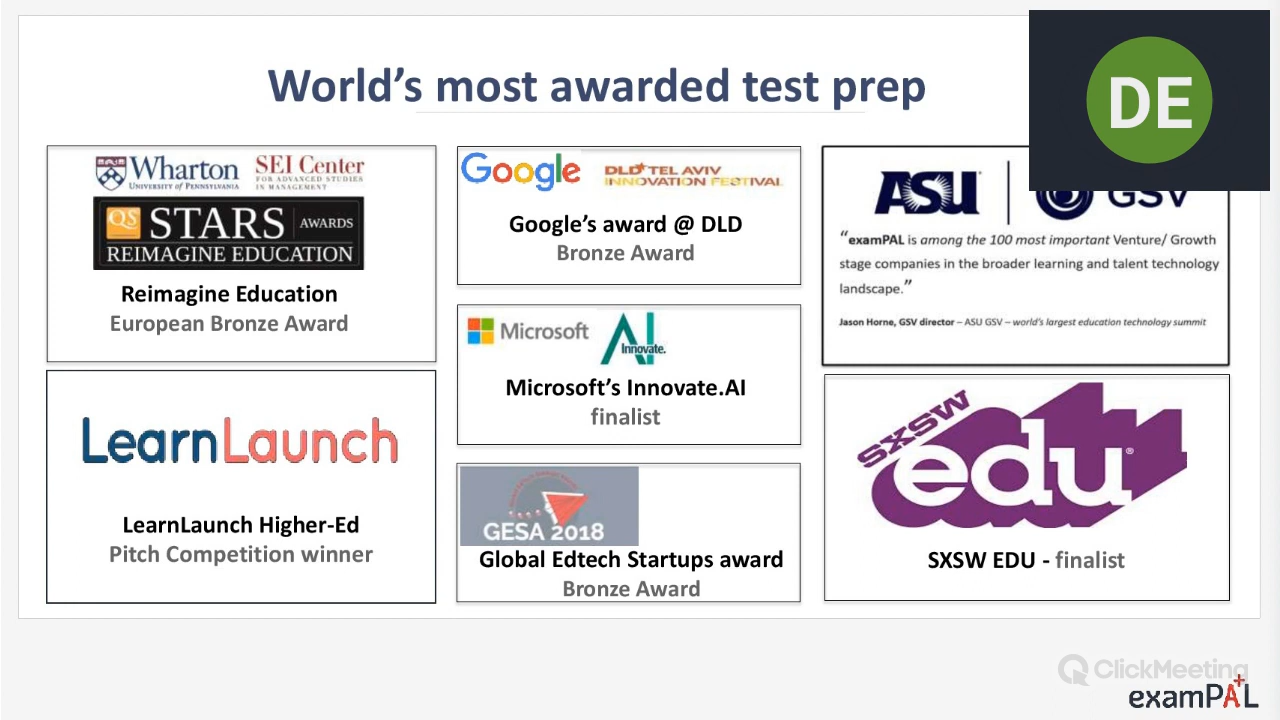 World's most awarded test prep
DE
Wharton
UNIVERSITY of PENNSYLVANIA
SEI Center
FOR ADVANCED STUDIES
IN MANAGEMENT
QS STARS AWARDS
REIMAGINE EDUCATION
Reimagine Education
European Bronze Award
LearnLaunch
LearnLaunch Higher-Ed
Pitch Competition winner
Google
DLD TEL AVIV
INNOVATION FESTIVAL
Google's award @ DLD
Bronze Award
Microsoft
AI
Innovate.
Microsoft's Innovate.AI
finalist
GESA 2018
Global Edtech Startups award
Bronze Award
ASU GSV
“examPAL is among the 100 most important Venture/ Growth
stage companies in the broader learning and talent technology
landscape.”
Jason Horne, GSV director – ASU GSV – world's largest education technology summit
SXSW
edu®
SXSW EDU - finalist
ClickMeeting
examPAL